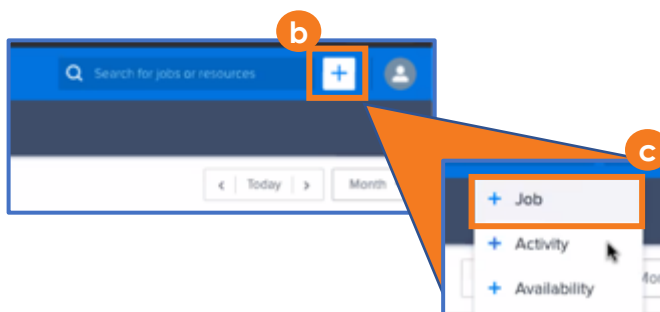 b
Search for jobs or resources
Today
Month
c
Job
Activity
Availability